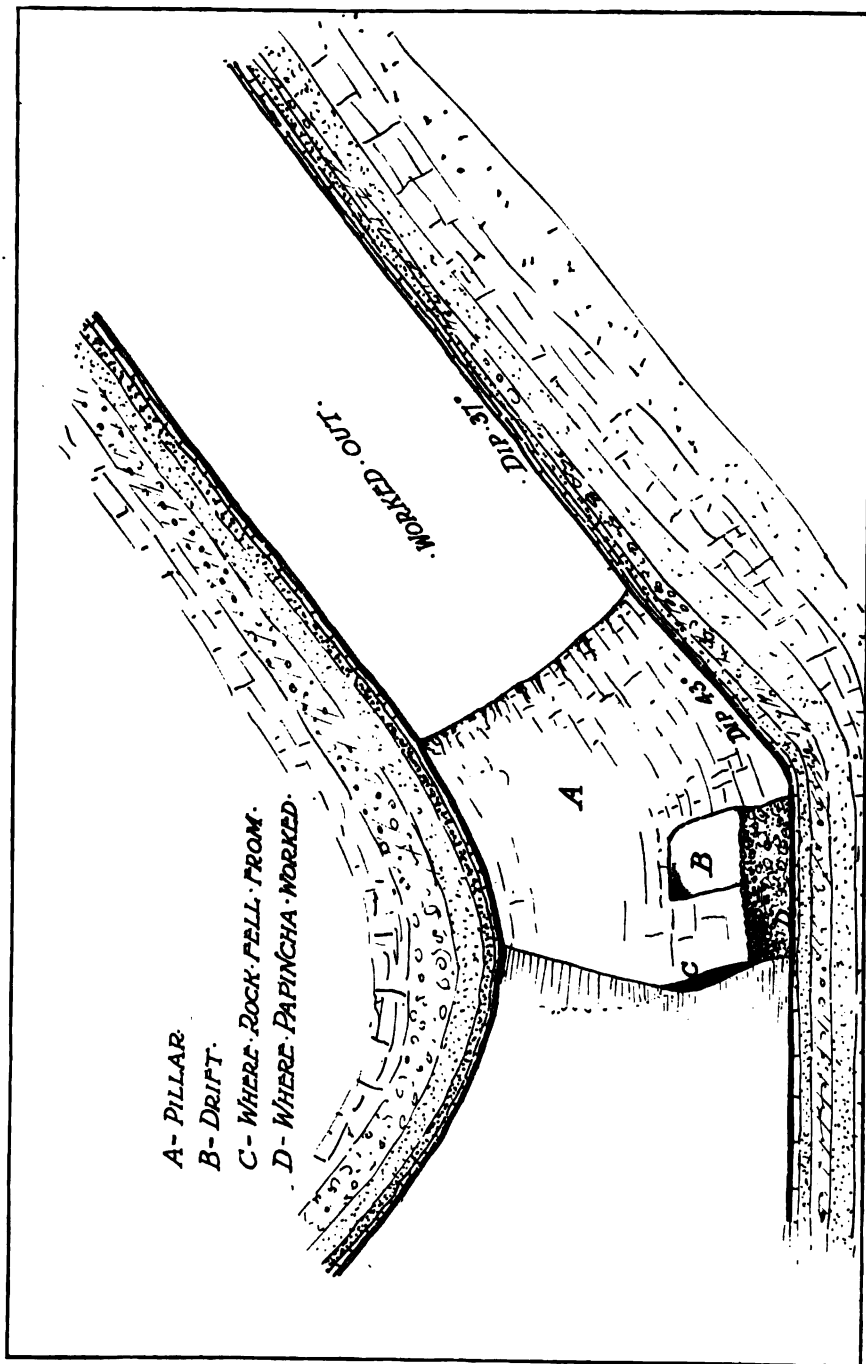 A- PILLAR.
B- DRIFT.
C- WHERE·ROCK·FELL·FROM·
D- WHERE·PAPINCHA·WORKED·
·WORKED·OUT·
·DIP·37°
DIP 43°
A
B
C
D